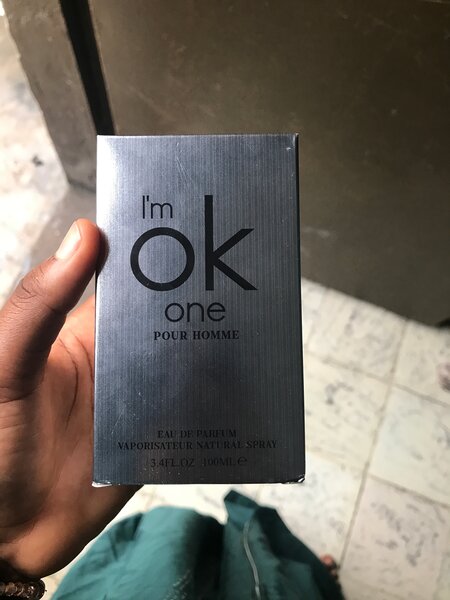 I'm
ok
one
POUR HOMME
EAU DE PARFUM
VAPORISATEUR NATURAL SPRAY
3.4FL.OZ 100ML℮